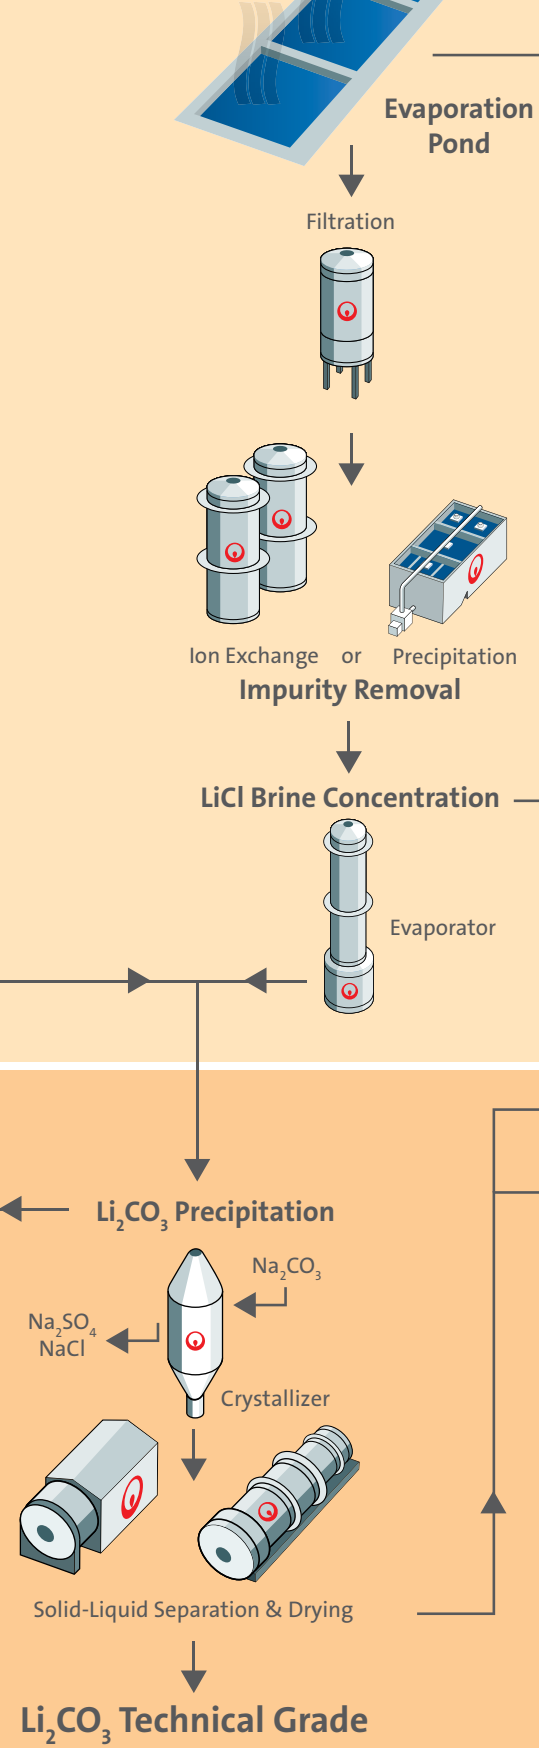 Evaporation
Pond
Filtration
Ion Exchange or Precipitation
Impurity Removal
LiCl Brine Concentration
Evaporator
Li₂CO₃ Precipitation
Na₂CO₃
Na₂SO₄
NaCl
Crystallizer
Solid-Liquid Separation & Drying
Li₂CO₃ Technical Grade